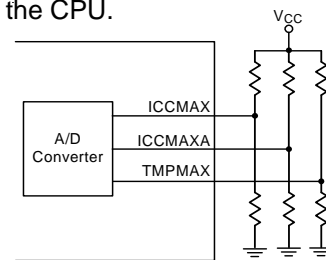 the CPU.
VCC
ICCMAX
A/D
Converter
ICCMAXA
TMPMAX